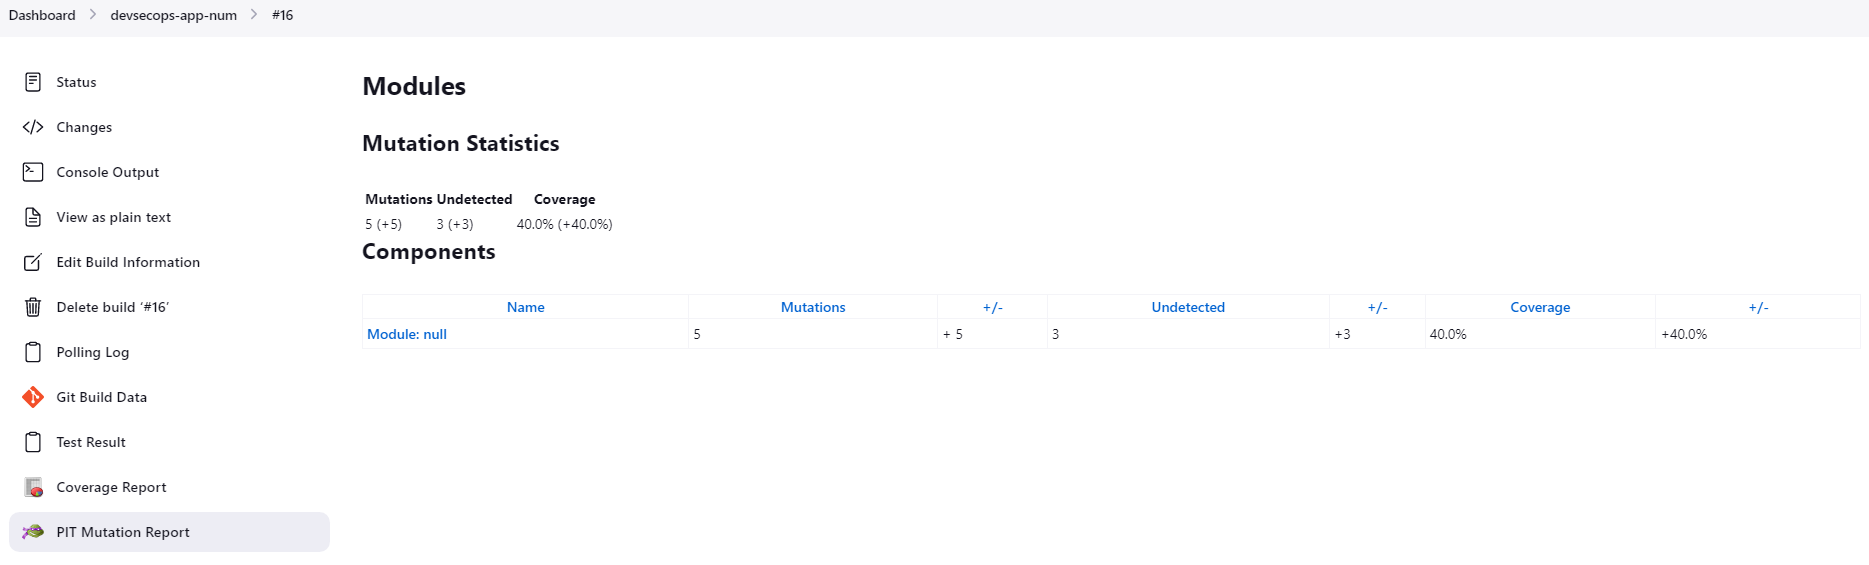 Dashboard > devsecops-app-num > #16
Status
Changes
Console Output
View as plain text
Edit Build Information
Delete build ‘#16’
Polling Log
Git Build Data
Test Result
Coverage Report
PIT Mutation Report
Modules
Mutation Statistics
Mutations Undetected Coverage
5 (+5) 3 (+3) 40.0% (+40.0%)
Components
Name Mutations +/- Undetected +/- Coverage +/-
Module: null 5 + 5 3 +3 40.0% +40.0%